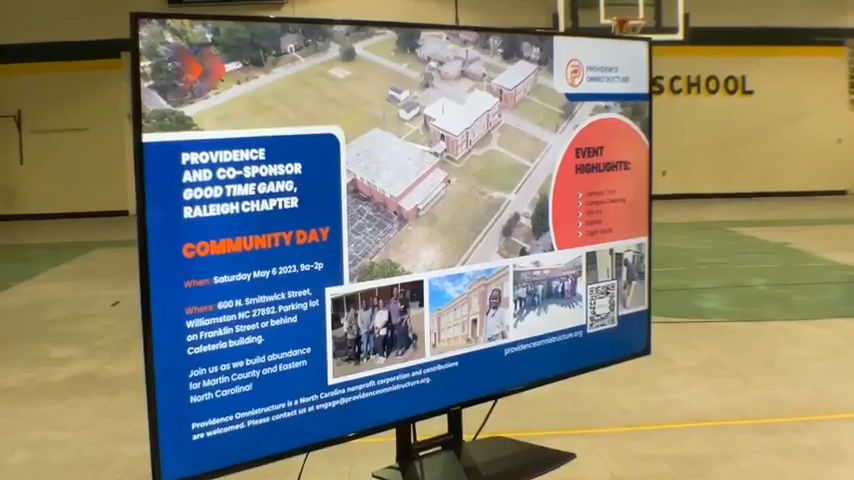 SCHOOL
PROVIDENCE
OMNISTRUCTURE
PROVIDENCE
AND CO-SPONSOR
GOOD TIME GANG,
RALEIGH CHAPTER
COMMUNITY DAY
When: Saturday May 6 2023, 9a-2p
Where: 600 N. Smithwick Street,
Williamston NC 27892. Parking lot
on Franklin Street or behind
Cafeteria building.
Join us as we build abundance
for Martin County and Eastern
North Carolina!
EVENT
HIGHLIGHTS:
providenceomnistructure.org
Providence Omnistructure is a North Carolina nonprofit corporation and contributions
are welcomed. Please contact us at engage@providenceomnistructure.org.